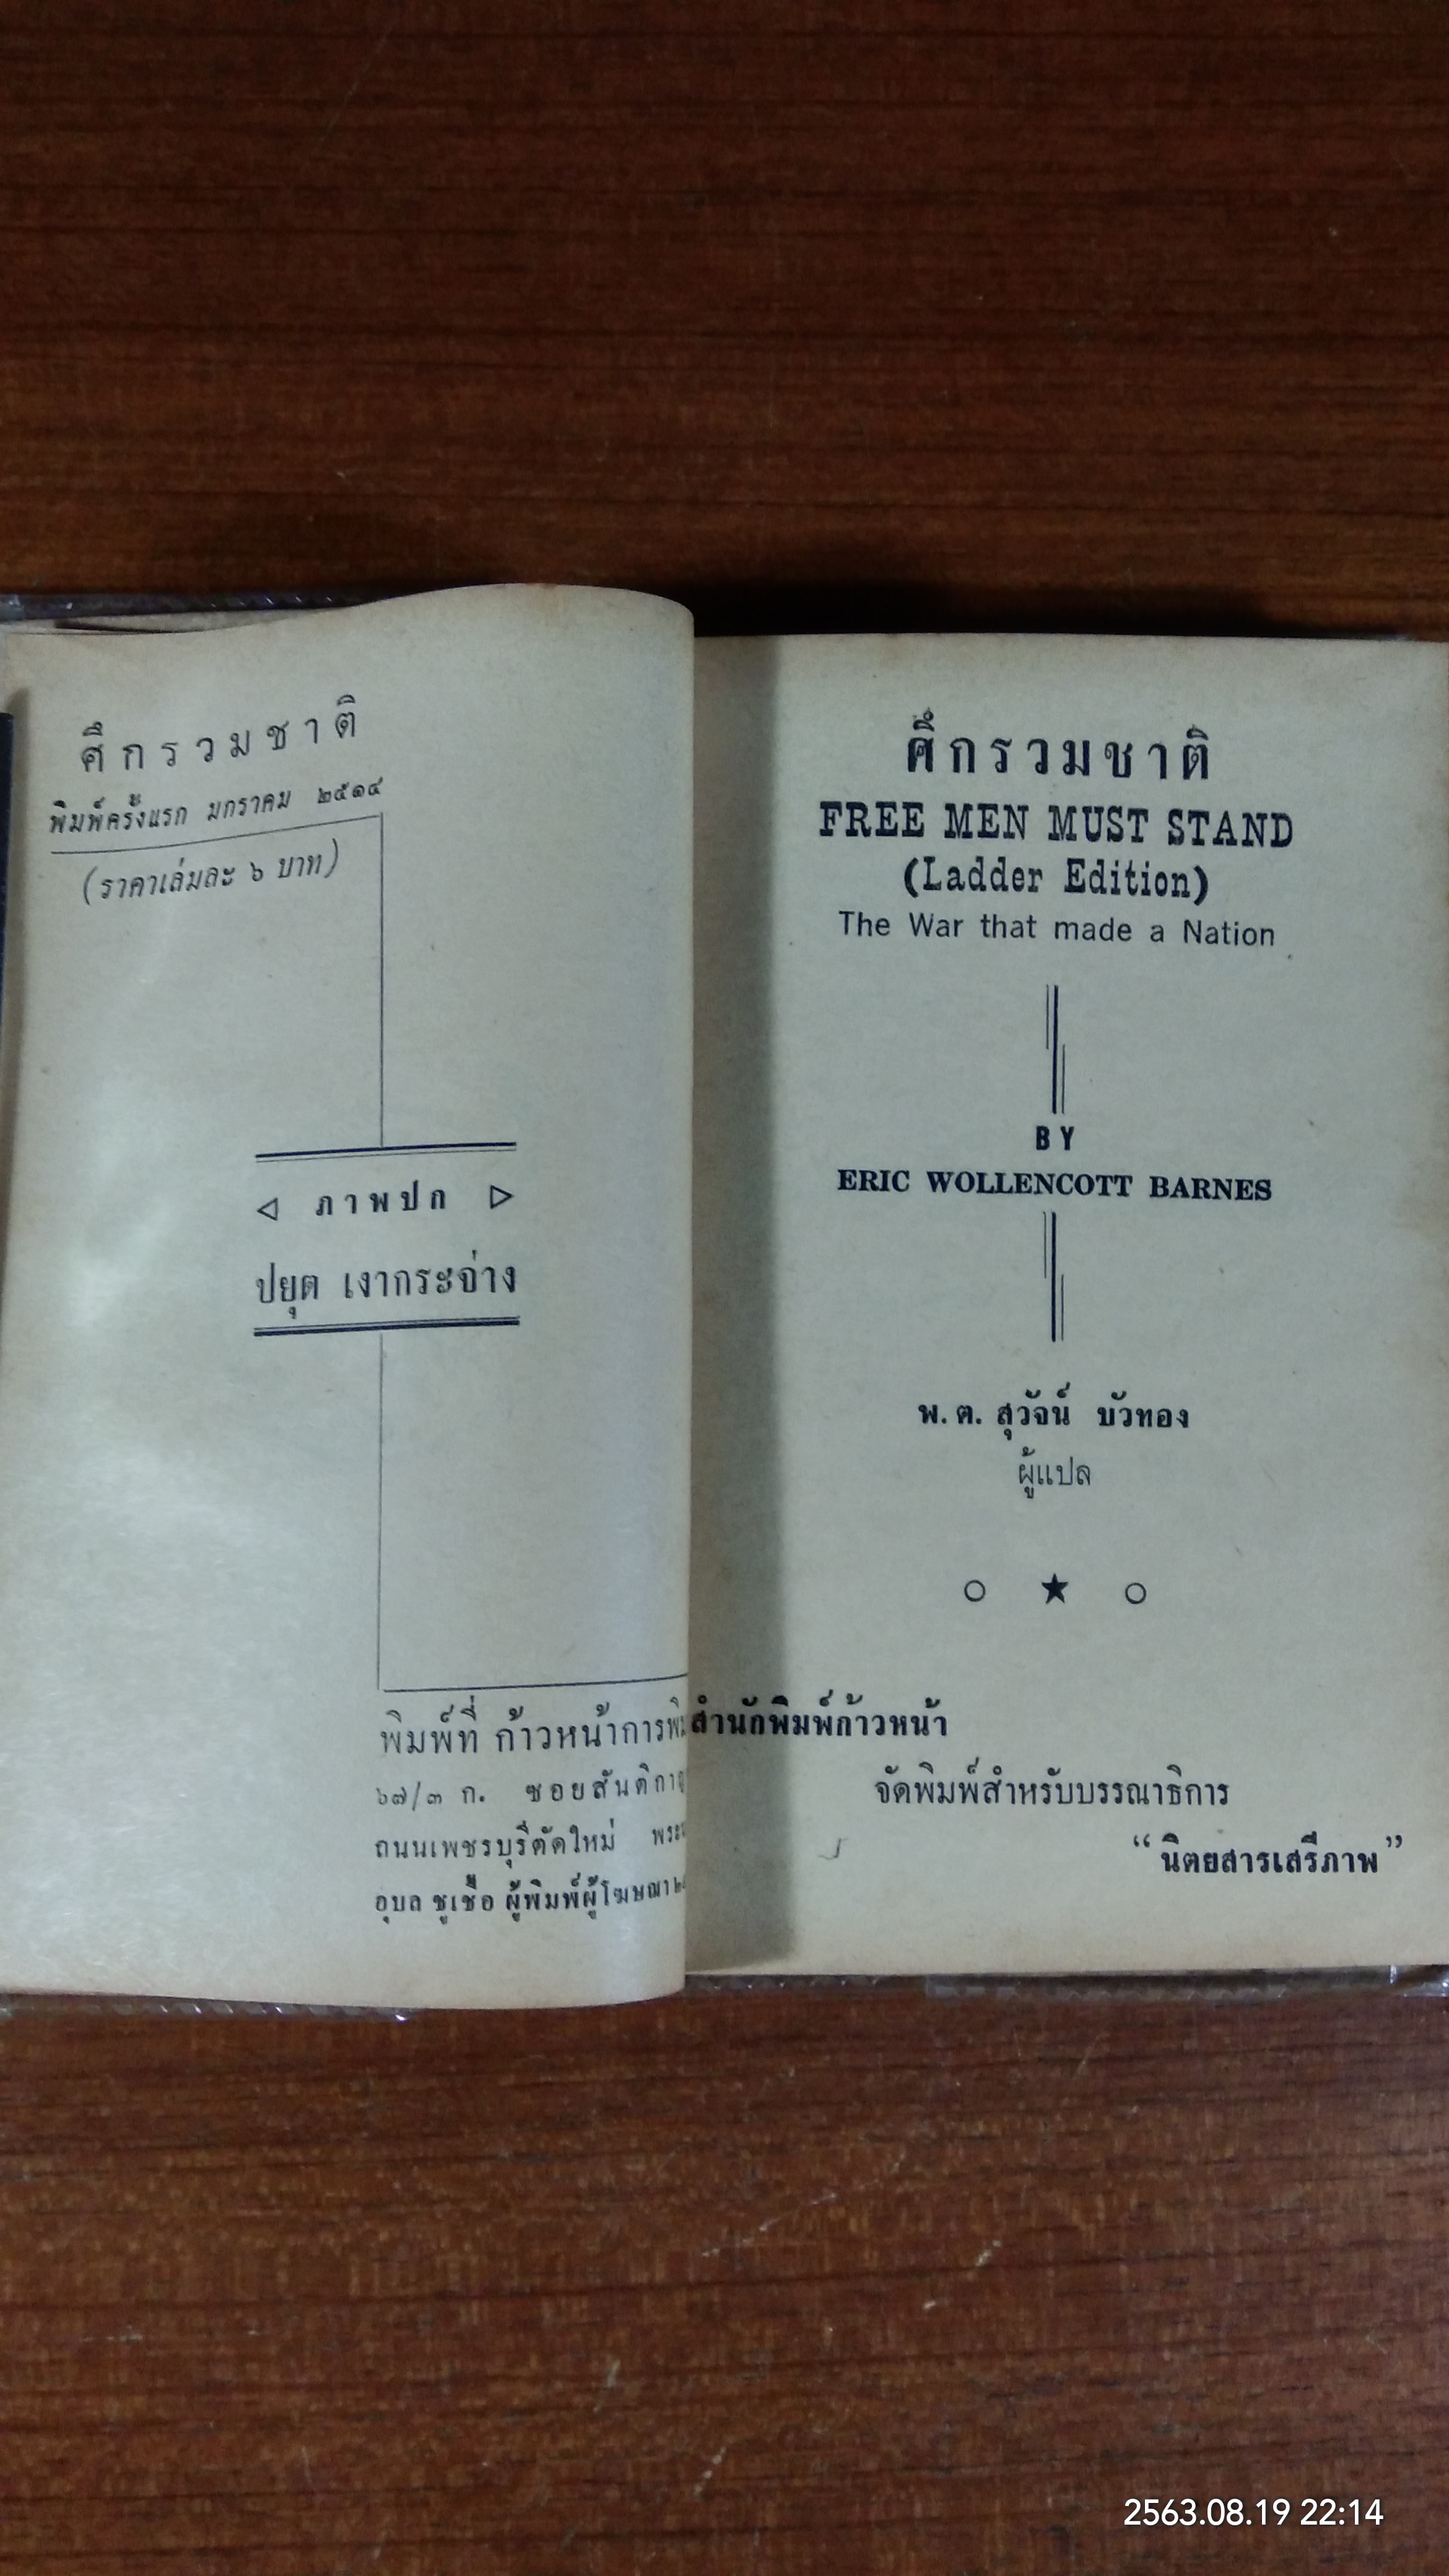 ศึกรวมชาติ
พิมพ์ครั้งแรก มกราคม ๒๕๑๔
(ราคาเล่มละ ๖ บาท)
ภาพปก
ปยุต เงากระจ่าง
พิมพ์ที่ ก้าวหน้าการพิม
๖๗/๓ ก. ซอยสันติ
ถนนเพชรบุรีตัดใหม่ พระ
อุบล ชูเชื้อ ผู้พิมพ์ผู้โฆษณา
ศึกรวมชาติ
FREE MEN MUST STAND
(Ladder Edition)
The War that made a Nation
BY
ERIC WOLLENCOTT BARNES
พ.ต. สุวัจน์ บัวทอง
ผู้แปล
○ ★ ○
สำนักพิมพ์ก้าวหน้า
จัดพิมพ์สำหรับบรรณาธิการ
“นิตยสารเสรีภาพ”
2563.08.19 22:14